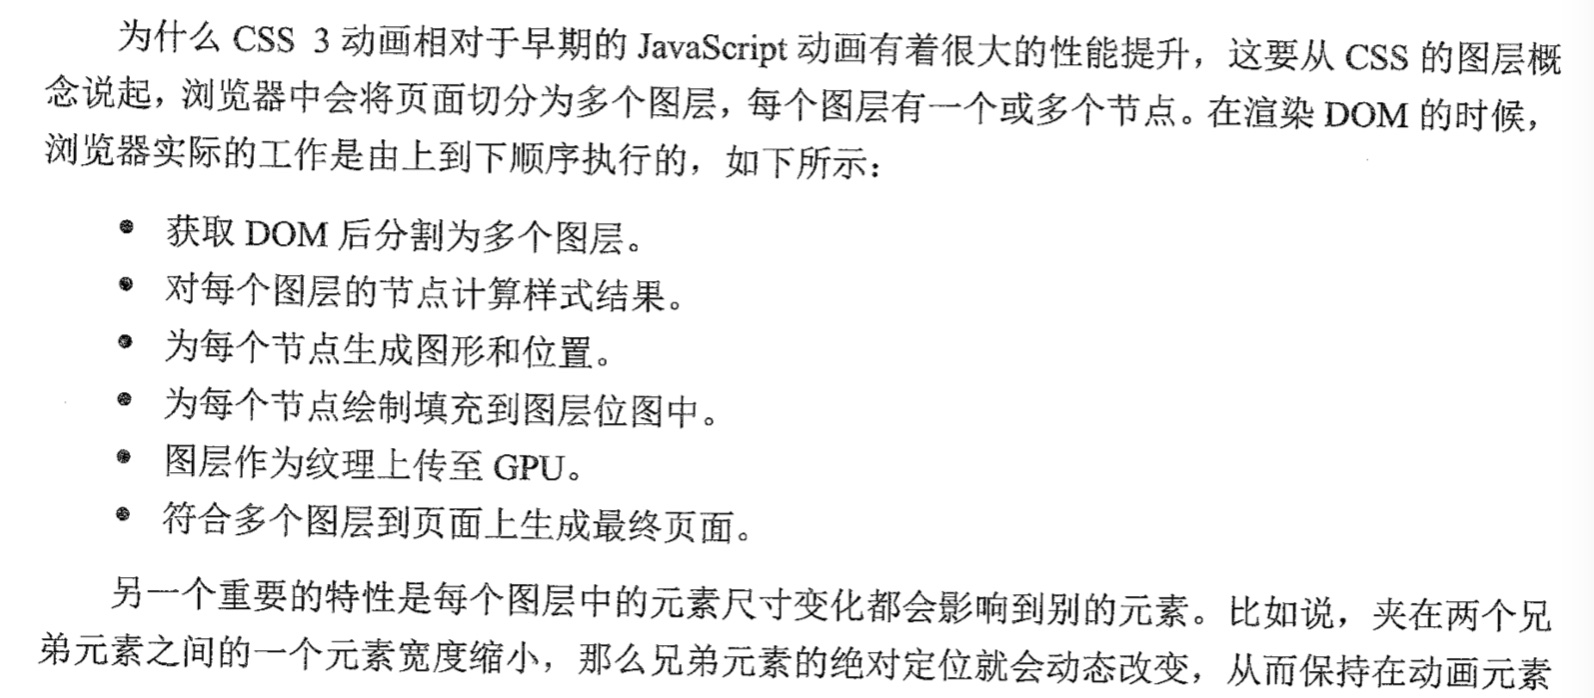 为什么 CSS 3 动画相对于早期的 JavaScript 动画有着很大的性能提升，这要从 CSS 的图层概
念说起，浏览器中会将页面切分为多个图层，每个图层有一个或多个节点。在渲染 DOM 的时候，
浏览器实际的工作是由上到下顺序执行的，如下所示：
• 获取 DOM 后分割为多个图层。
• 对每个图层的节点计算样式结果。
• 为每个节点生成图形和位置。
• 为每个节点绘制填充到图层位图中。
• 图层作为纹理上传至 GPU。
• 符合多个图层到页面上生成最终页面。
另一个重要的特性是每个图层中的元素尺寸变化都会影响到别的元素。比如说，夹在两个兄
弟元素之间的一个元素宽度缩小，那么兄弟元素的绝对定位就会动态改变，从而保持在动画元素